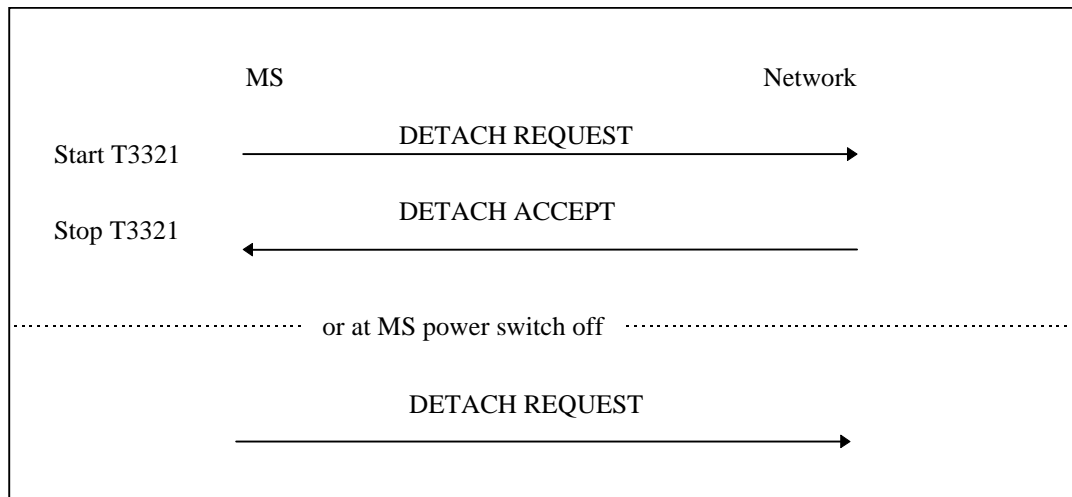 MS Network
DETACH REQUEST
Start T3321
DETACH ACCEPT
Stop T3321
or at MS power switch off
DETACH REQUEST